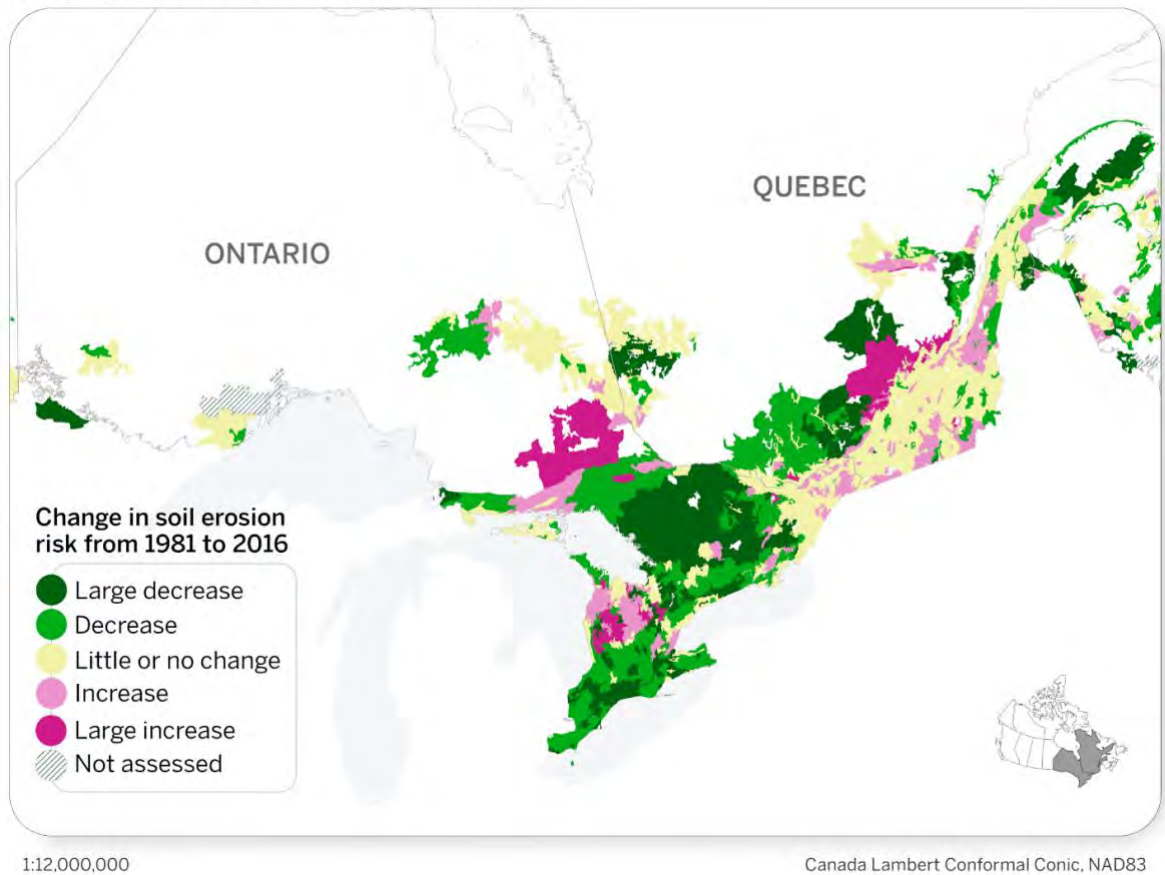 QUEBEC
ONTARIO
Change in soil erosion
risk from 1981 to 2016
Large decrease
Decrease
Little or no change
Increase
Large increase
Not assessed
1:12,000,000
Canada Lambert Conformal Conic, NAD83